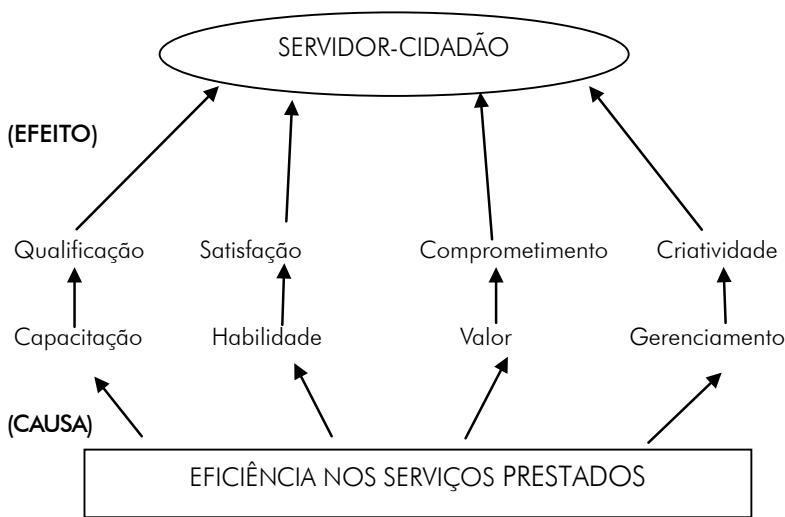 SERVIDOR-CIDADÃO
(EFEITO)
Qualificação Satisfação Comprometimento Criatividade
Capacitação Habilidade Valor Gerenciamento
(CAUSA)
EFICIÊNCIA NOS SERVIÇOS PRESTADOS